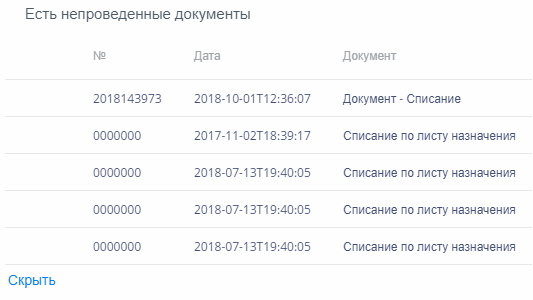 Есть непроведенные документы
№ Дата Документ
2018143973 2018-10-01T12:36:07 Документ - Списание
0000000 2017-11-02T18:39:17 Списание по листу назначения
0000000 2018-07-13T19:40:05 Списание по листу назначения
0000000 2018-07-13T19:40:05 Списание по листу назначения
0000000 2018-07-13T19:40:05 Списание по листу назначения
Скрыть